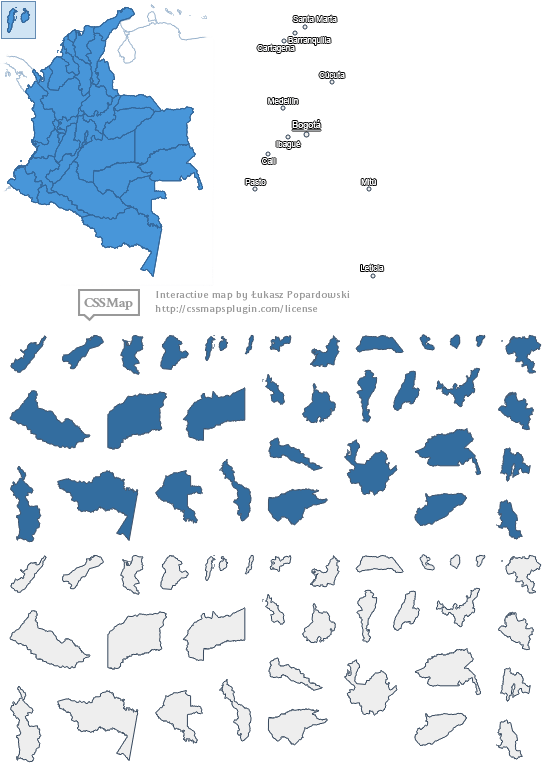 Santa Marta
Barranquilla
Cartagena
Cúcuta
Medellín
Bogotá
Ibagué
Cali
Pasto
Mitú
Leticia
CSSMap
Interactive map by Łukasz Popardowski
http://cssmapsplugin.com/license